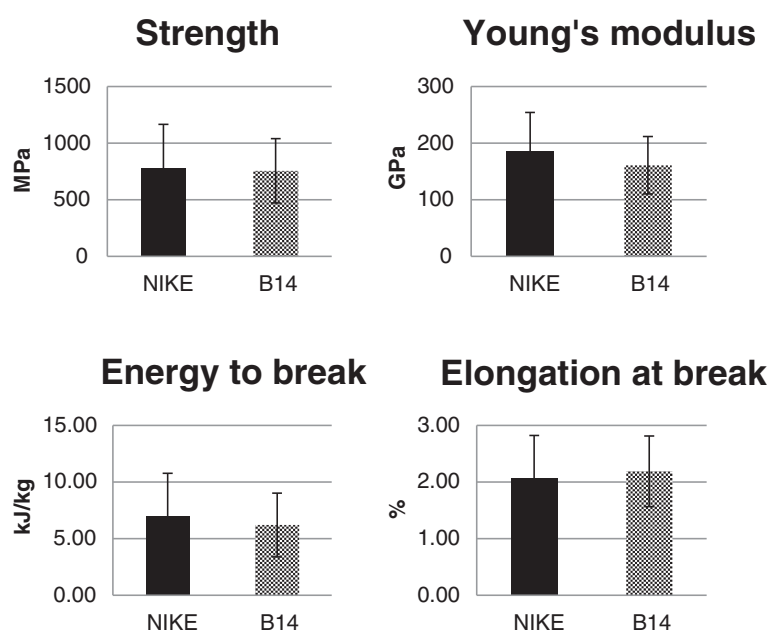 Strength
1500
1000
500
0
MPa
NIKE B14
Young's modulus
300
200
100
0
GPa
NIKE B14
Energy to break
15.00
10.00
5.00
0.00
kJ/kg
NIKE B14
Elongation at break
3.00
2.00
1.00
0.00
%
NIKE B14